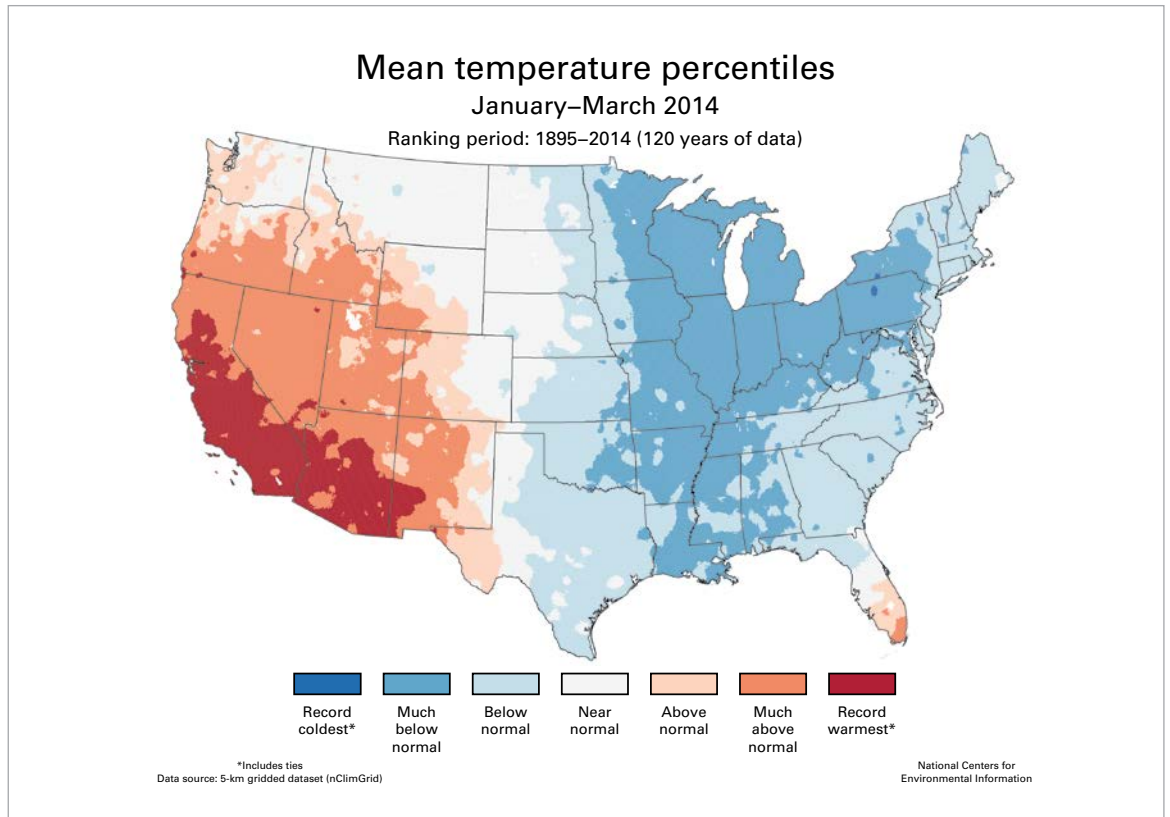 Mean temperature percentiles
January–March 2014
Ranking period: 1895–2014 (120 years of data)
Record
coldest*
Much
below
normal
Below
normal
Near
normal
Above
normal
Much
above
normal
Record
warmest*
*Includes ties
Data source: 5-km gridded dataset (nClimGrid)
National Centers for
Environmental Information